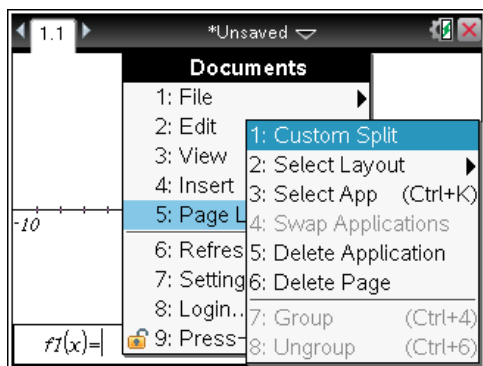 1.1 *Unsaved
Documents
1: File
2: Edit
3: View
4: Insert
5: Page L
6: Refres
7: Setting
8: Login..
9: Press-
1: Custom Split
2: Select Layout
3: Select App (Ctrl+K)
4: Swap Applications
5: Delete Application
6: Delete Page
7: Group (Ctrl+4)
8: Ungroup (Ctrl+6)
-10
f1(x)=